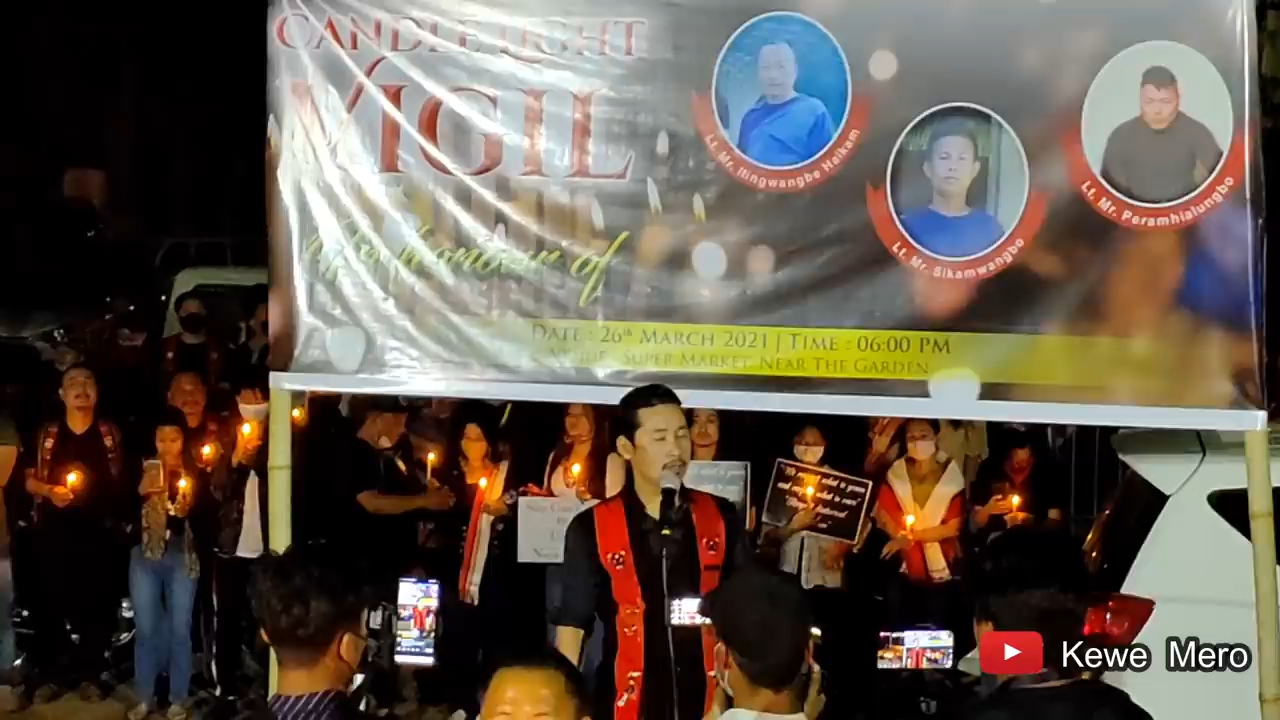 CANDLE LIGHT
VIGIL
in honour of
Lt. Mr. Itingwangbe Haikam
Lt. Mr. Sikamwangbo
Lt. Mr. Peramhialungbo
DATE : 26th MARCH 2021 | TIME : 06:00 PM
VENUE : SUPER MARKET NEAR THE GARDEN
Kewe Mero